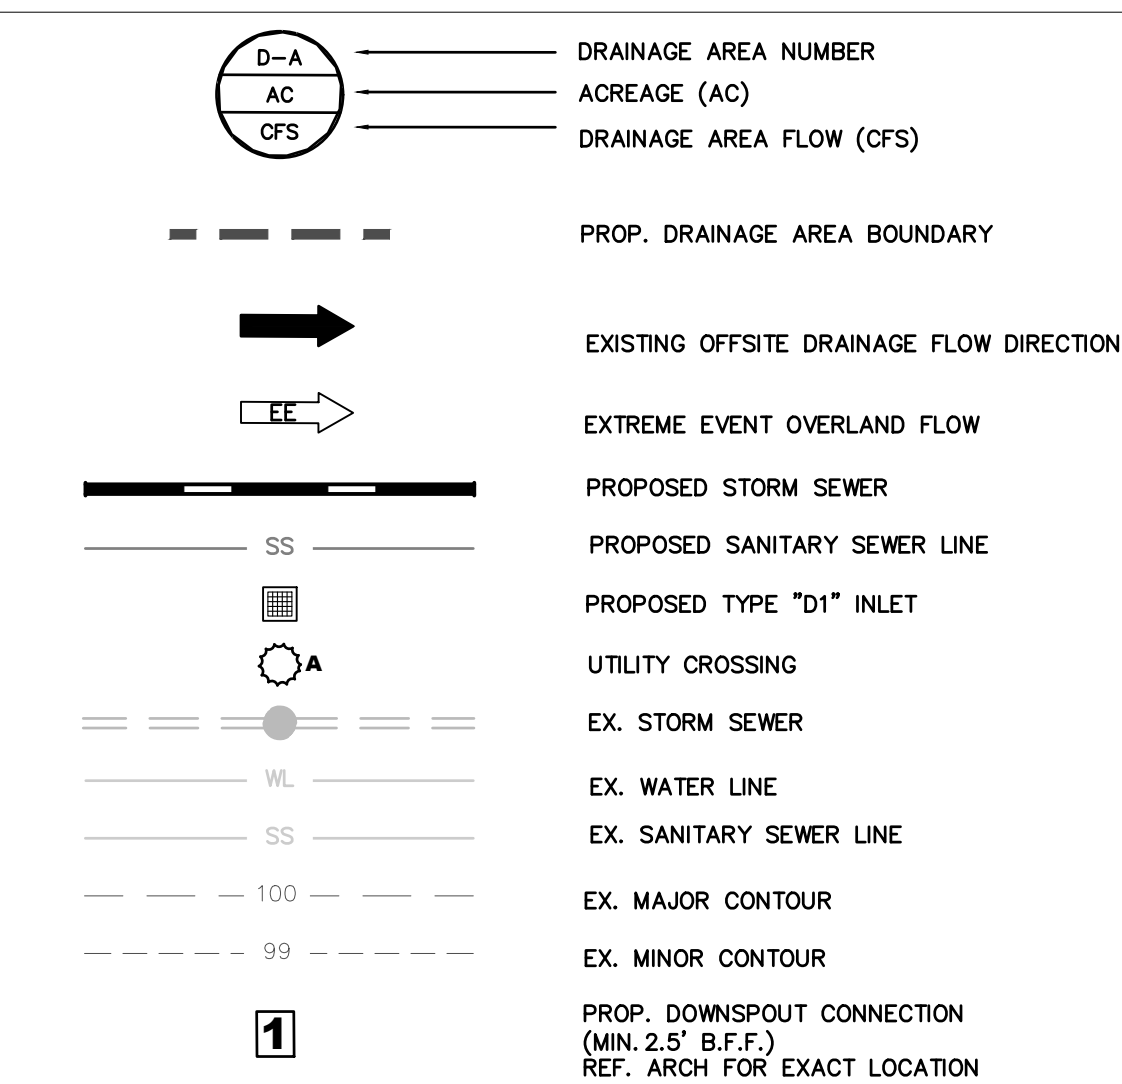 D-A
DRAINAGE AREA NUMBER
AC
ACREAGE (AC)
CFS
DRAINAGE AREA FLOW (CFS)
PROP. DRAINAGE AREA BOUNDARY
EXISTING OFFSITE DRAINAGE FLOW DIRECTION
EE
EXTREME EVENT OVERLAND FLOW
PROPOSED STORM SEWER
SS
PROPOSED SANITARY SEWER LINE
PROPOSED TYPE "D1" INLET
A
UTILITY CROSSING
EX. STORM SEWER
WL
EX. WATER LINE
SS
EX. SANITARY SEWER LINE
100
EX. MAJOR CONTOUR
99
EX. MINOR CONTOUR
1
PROP. DOWNSPOUT CONNECTION
(MIN. 2.5' B.F.F.)
REF. ARCH FOR EXACT LOCATION